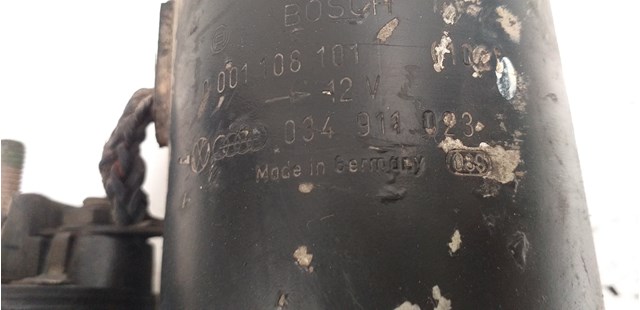 BOSCH
0 001 108 101
12 V
034 911 023
Made in Germany